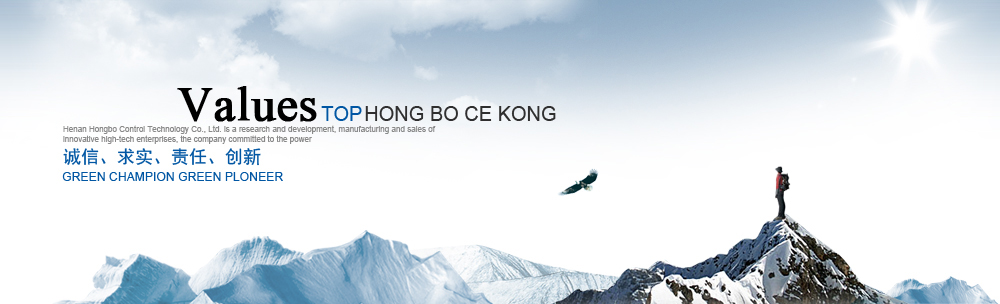 Values TOP HONG BO CE KONG
Henan Hongbo Control Technology Co., Ltd. is a research and development, manufacturing and sales of
innovative high-tech enterprises, the company committed to the power
诚信、求实、责任、创新
GREEN CHAMPION GREEN PLONEER